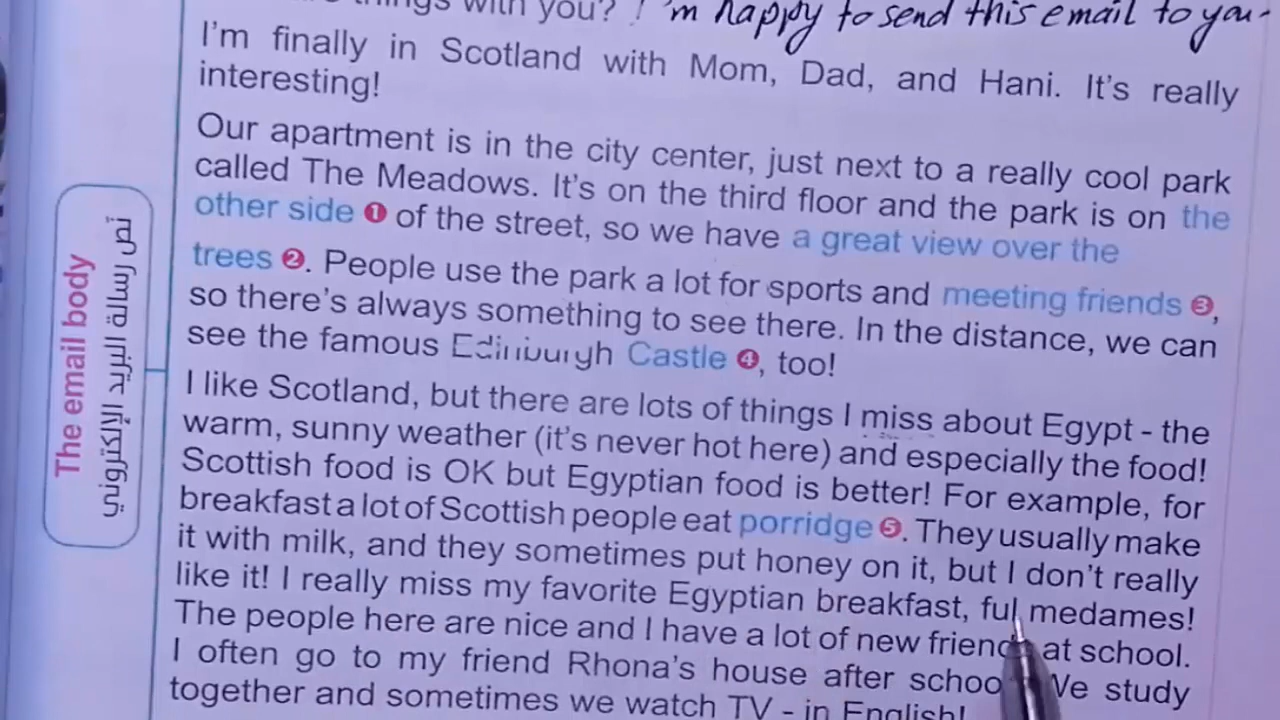 things with you? I'm happy to send this email to you.
I'm finally in Scotland with Mom, Dad, and Hani. It's really
interesting!
Our apartment is in the city center, just next to a really cool park
called The Meadows. It's on the third floor and the park is on the
other side ❶ of the street, so we have a great view over the
trees ❷. People use the park a lot for sports and meeting friends ❸,
so there's always something to see there. In the distance, we can
see the famous Edinburgh Castle ❹, too!
I like Scotland, but there are lots of things I miss about Egypt - the
warm, sunny weather (it's never hot here) and especially the food!
Scottish food is OK but Egyptian food is better! For example, for
breakfast a lot of Scottish people eat porridge ❺. They usually make
it with milk, and they sometimes put honey on it, but I don't really
like it! I really miss my favorite Egyptian breakfast, ful medames!
The people here are nice and I have a lot of new friends at school.
I often go to my friend Rhona's house after school. We study
together and sometimes we watch TV - in English!
The email body